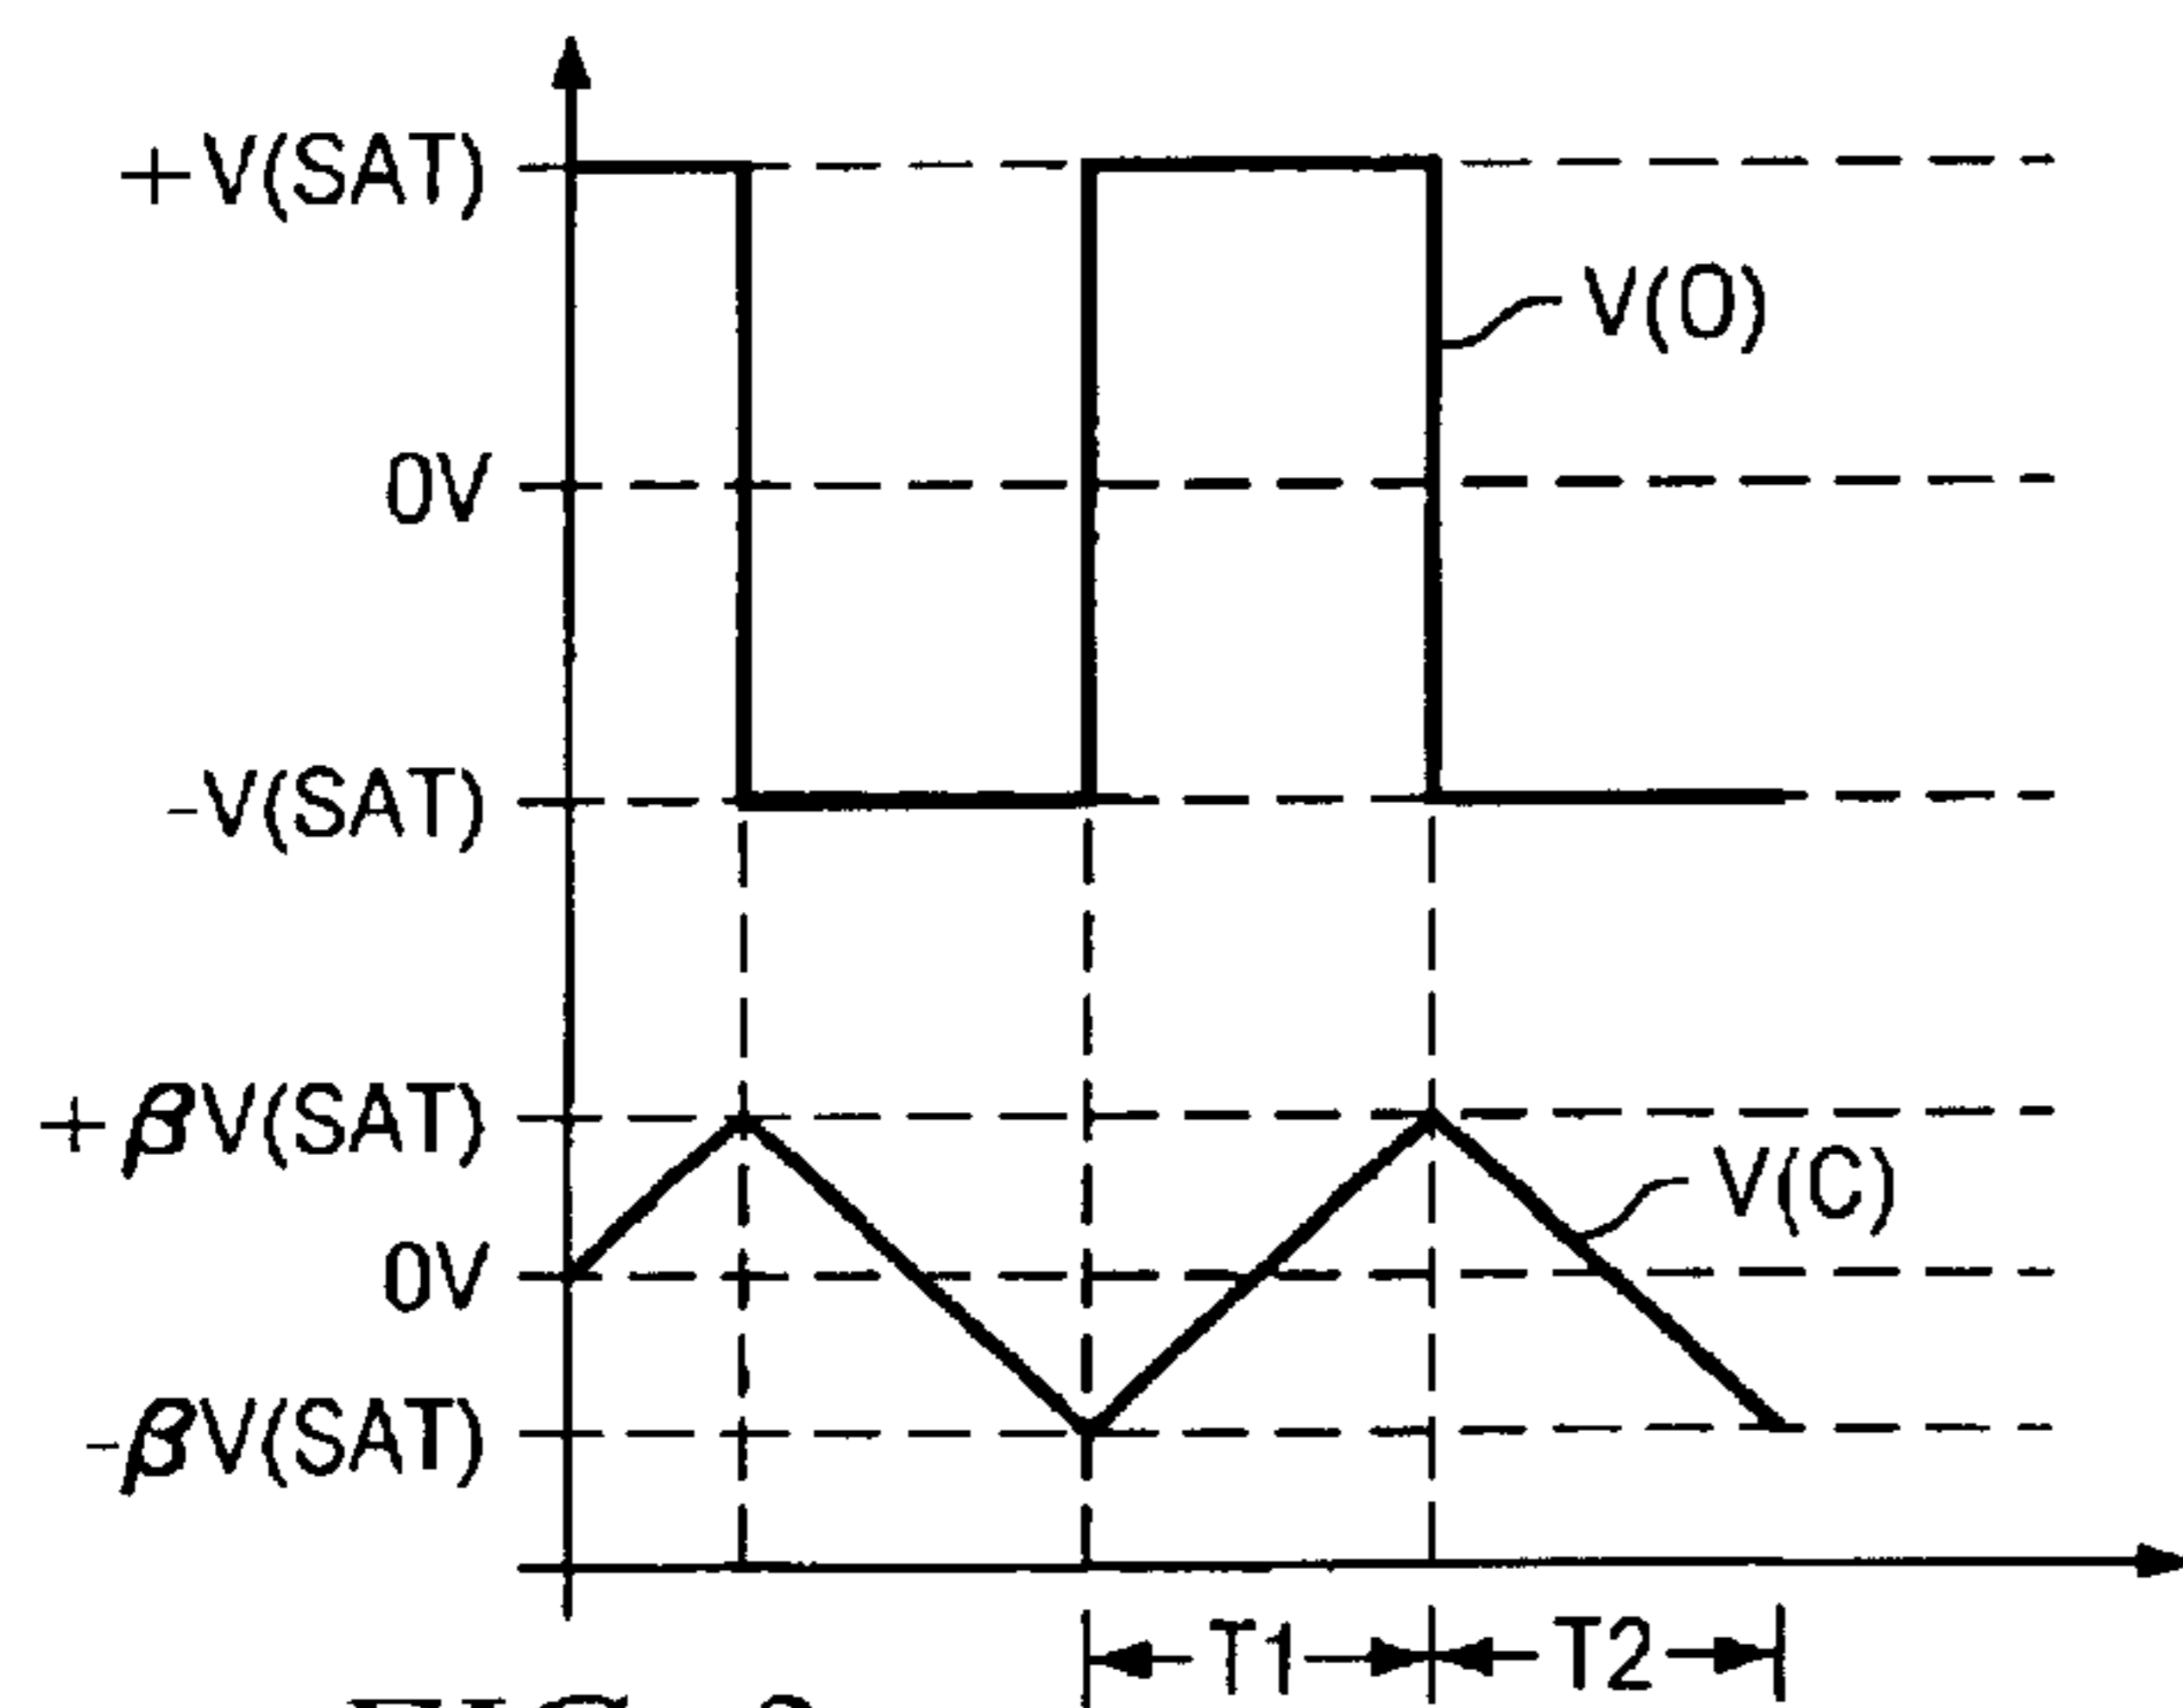 +V(SAT)
V(O)
0V
-V(SAT)
+βV(SAT)
V(C)
0V
-βV(SAT)
T1 T2